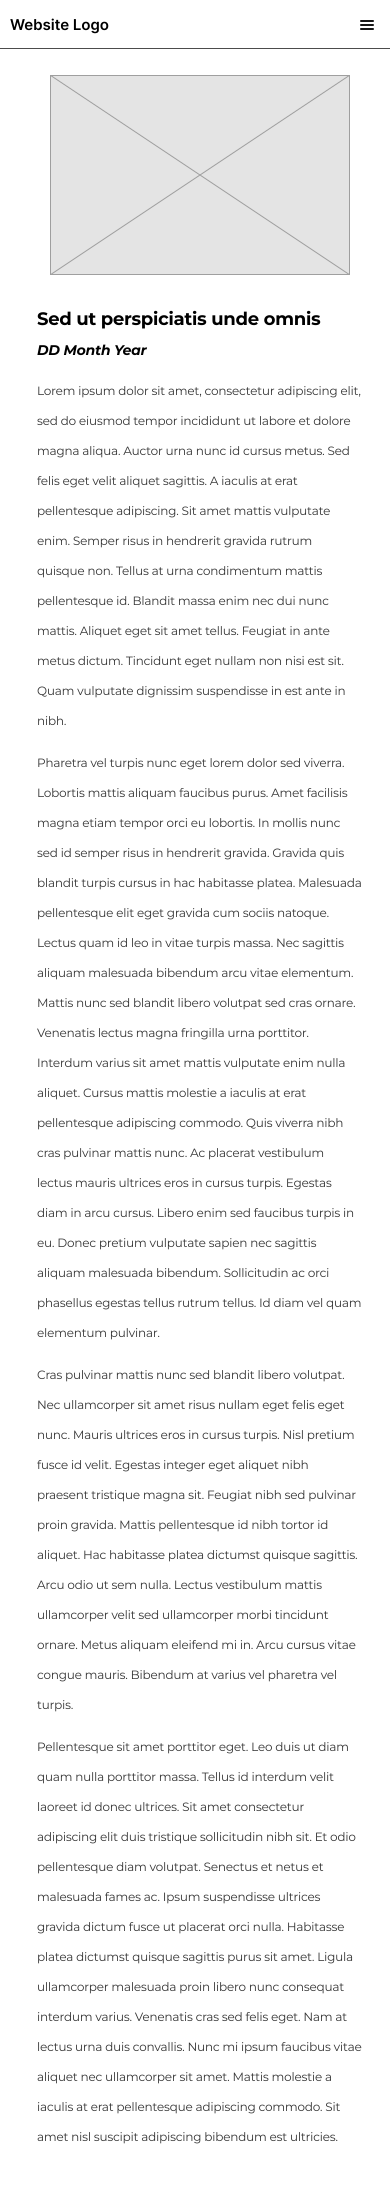 Website Logo
Sed ut perspiciatis unde omnis
DD Month Year
Lorem ipsum dolor sit amet, consectetur adipiscing elit,
sed do eiusmod tempor incididunt ut labore et dolore
magna aliqua. Auctor urna nunc id cursus metus. Sed
felis eget velit aliquet sagittis. A iaculis at erat
pellentesque adipiscing. Sit amet mattis vulputate
enim. Semper risus in hendrerit gravida rutrum
quisque non. Tellus at urna condimentum mattis
pellentesque id. Blandit massa enim nec dui nunc
mattis. Aliquet eget sit amet tellus. Feugiat in ante
metus dictum. Tincidunt eget nullam non nisi est sit.
Quam vulputate dignissim suspendisse in est ante in
nibh.
Pharetra vel turpis nunc eget lorem dolor sed viverra.
Lobortis mattis aliquam faucibus purus. Amet facilisis
magna etiam tempor orci eu lobortis. In mollis nunc
sed id semper risus in hendrerit gravida. Gravida quis
blandit turpis cursus in hac habitasse platea. Malesuada
pellentesque elit eget gravida cum sociis natoque.
Lectus quam id leo in vitae turpis massa. Nec sagittis
aliquam malesuada bibendum arcu vitae elementum.
Mattis nunc sed blandit libero volutpat sed cras ornare.
Venenatis lectus magna fringilla urna porttitor.
Interdum varius sit amet mattis vulputate enim nulla
aliquet. Cursus mattis molestie a iaculis at erat
pellentesque adipiscing commodo. Quis viverra nibh
cras pulvinar mattis nunc. Ac placerat vestibulum
lectus mauris ultrices eros in cursus turpis. Egestas
diam in arcu cursus. Libero enim sed faucibus turpis in
eu. Donec pretium vulputate sapien nec sagittis
aliquam malesuada bibendum. Sollicitudin ac orci
phasellus egestas tellus rutrum tellus. Id diam vel quam
elementum pulvinar.
Cras pulvinar mattis nunc sed blandit libero volutpat.
Nec ullamcorper sit amet risus nullam eget felis eget
nunc. Mauris ultrices eros in cursus turpis. Nisl pretium
fusce id velit. Egestas integer eget aliquet nibh
praesent tristique magna sit. Feugiat nibh sed pulvinar
proin gravida. Mattis pellentesque id nibh tortor id
aliquet. Hac habitasse platea dictumst quisque sagittis.
Arcu odio ut sem nulla. Lectus vestibulum mattis
ullamcorper velit sed ullamcorper morbi tincidunt
ornare. Metus aliquam eleifend mi in. Arcu cursus vitae
congue mauris. Bibendum at varius vel pharetra vel
turpis.
Pellentesque sit amet porttitor eget. Leo duis ut diam
quam nulla porttitor massa. Tellus id interdum velit
laoreet id donec ultrices. Sit amet consectetur
adipiscing elit duis tristique sollicitudin nibh sit. Et odio
pellentesque diam volutpat. Senectus et netus et
malesuada fames ac. Ipsum suspendisse ultrices
gravida dictum fusce ut placerat orci nulla. Habitasse
platea dictumst quisque sagittis purus sit amet. Ligula
ullamcorper malesuada proin libero nunc consequat
interdum varius. Venenatis cras sed felis eget. Nam at
lectus urna duis convallis. Nunc mi ipsum faucibus vitae
aliquet nec ullamcorper sit amet. Mattis molestie a
iaculis at erat pellentesque adipiscing commodo. Sit
amet nisl suscipit adipiscing bibendum est ultricies.